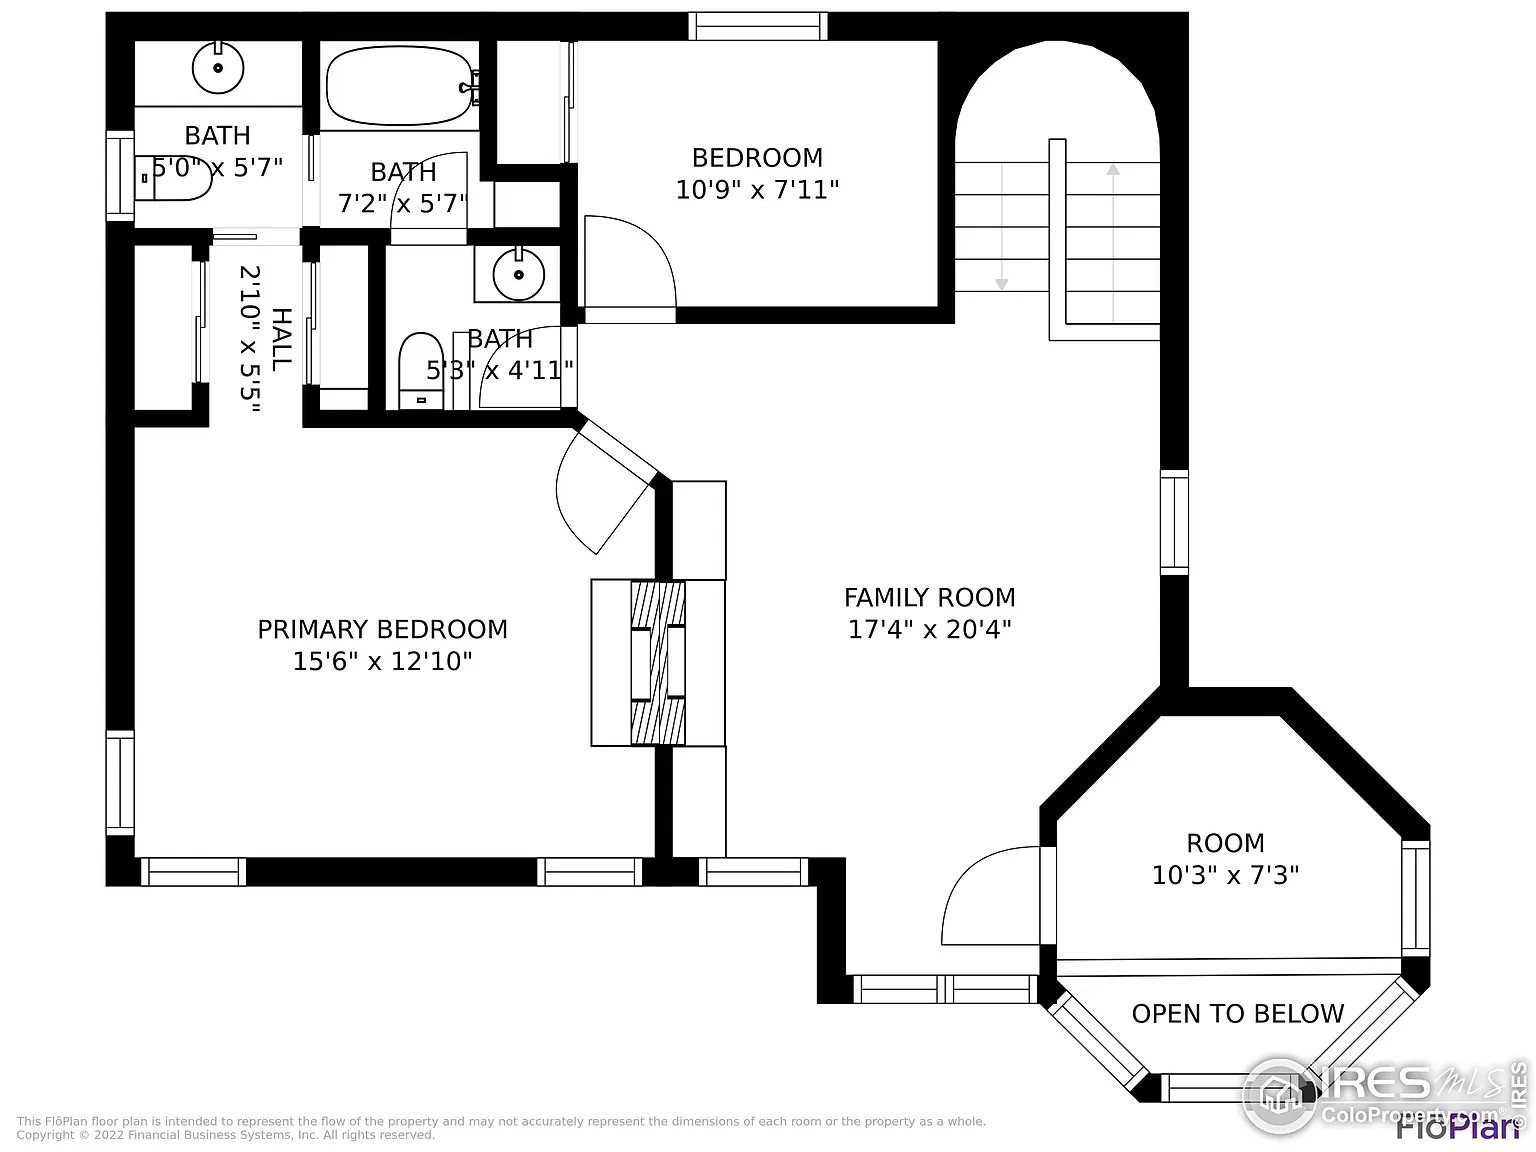 BATH
5'0" x 5'7"
BATH
7'2" x 5'7"
BEDROOM
10'9" x 7'11"
HALL
2'10" x 5'5"
BATH
5'3" x 4'11"
FAMILY ROOM
17'4" x 20'4"
PRIMARY BEDROOM
15'6" x 12'10"
ROOM
10'3" x 7'3"
OPEN TO BELOW
IRES MLS
ColoProperty.com®
© IRES
FlōPlan
This FlōPlan floor plan is intended to represent the flow of the property and may not accurately represent the dimensions of each room or the property as a whole.
Copyright © 2022 Financial Business Systems, Inc. All rights reserved.